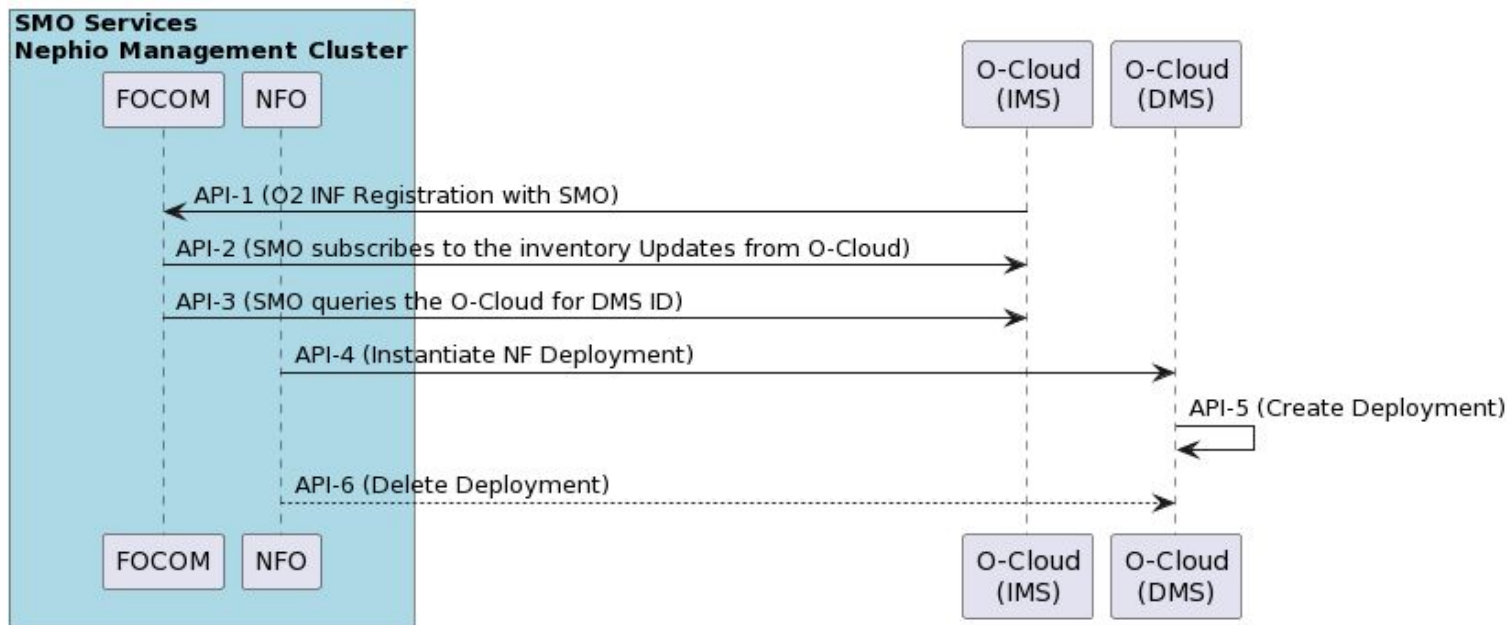 SMO Services
Nephio Management Cluster
FOCOM
NFO
O-Cloud
(IMS)
O-Cloud
(DMS)
API-1 (O2 INF Registration with SMO)
API-2 (SMO subscribes to the inventory Updates from O-Cloud)
API-3 (SMO queries the O-Cloud for DMS ID)
API-4 (Instantiate NF Deployment)
API-5 (Create Deployment)
API-6 (Delete Deployment)
FOCOM
NFO
O-Cloud
(IMS)
O-Cloud
(DMS)